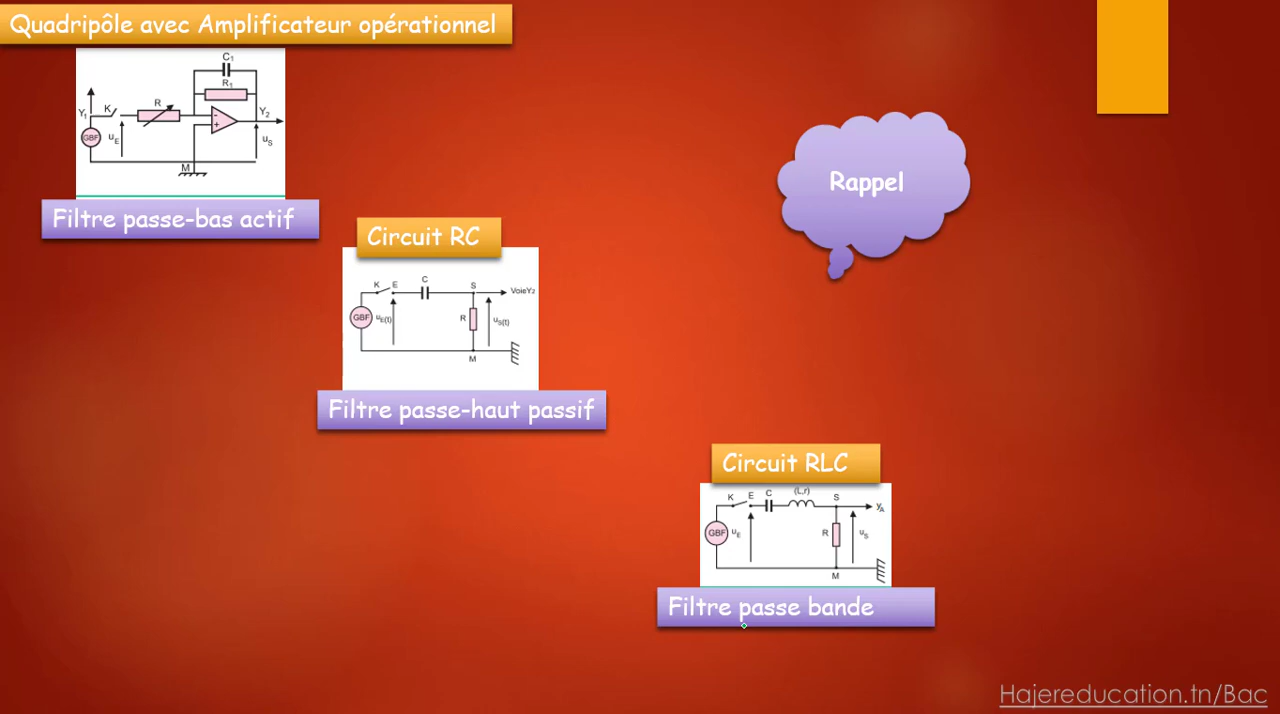 Quadripôle avec Amplificateur opérationnel
C1
R1
R
K
Y1
Y2
-
+
GBF
uE
uS
M
Filtre passe-bas actif
Rappel
Circuit RC
K
E
C
S
VoieY2
GBF
uE(t)
R
uS(t)
M
Filtre passe-haut passif
Circuit RLC
K
E
C
(L,r)
S
yA
GBF
uE
R
uS
M
Filtre passe bande
Hajereducation.tn/Bac